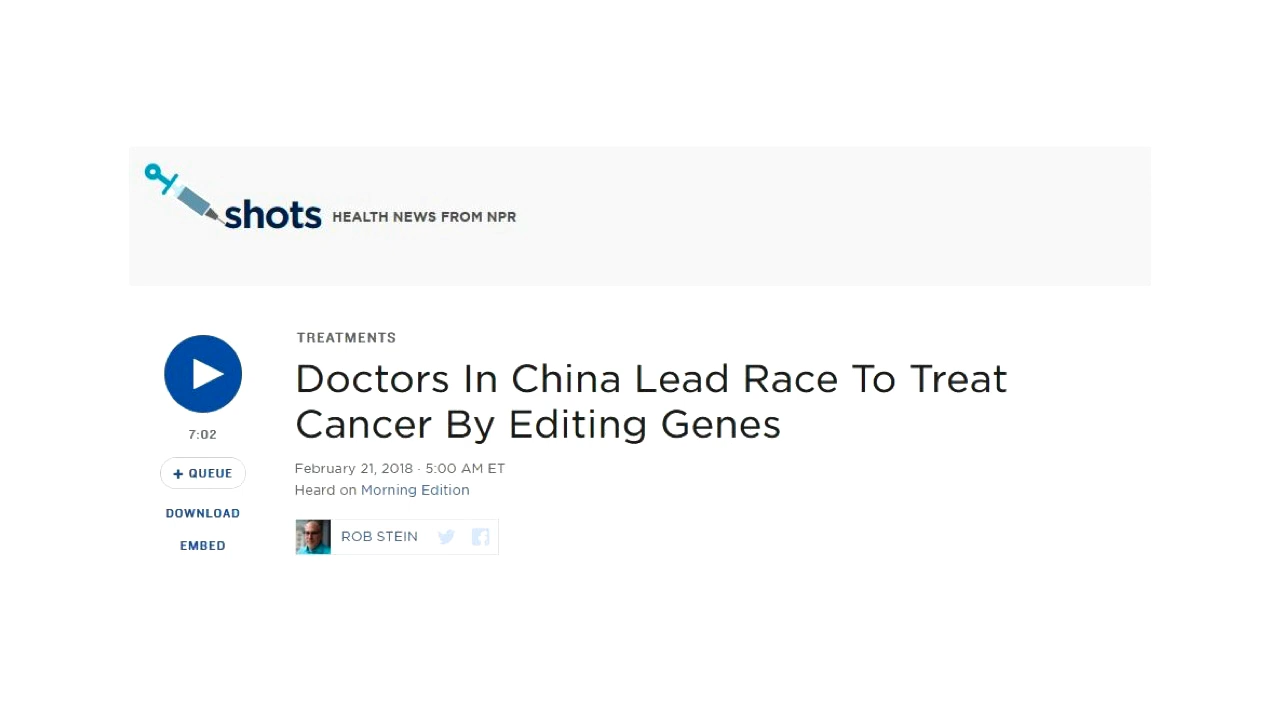 shots HEALTH NEWS FROM NPR
TREATMENTS
Doctors In China Lead Race To Treat
Cancer By Editing Genes
7:02
February 21, 2018 · 5:00 AM ET
+ QUEUE
Heard on Morning Edition
DOWNLOAD
ROB STEIN
EMBED